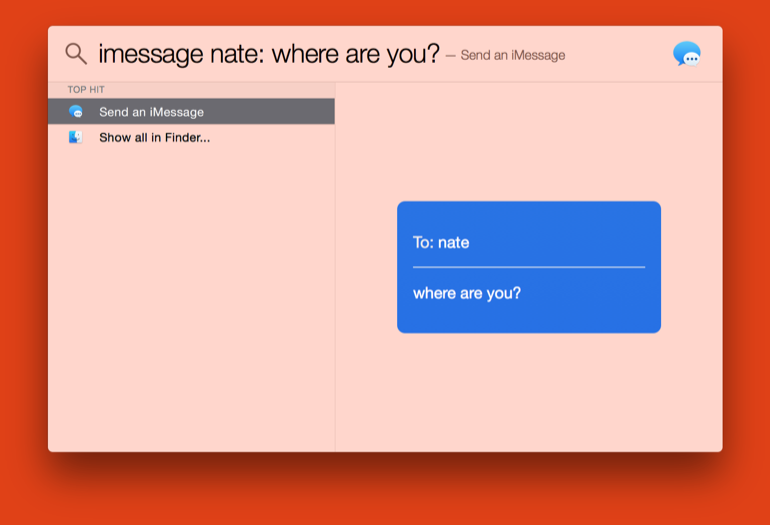 imessage nate: where are you? — Send an iMessage
TOP HIT
Send an iMessage
Show all in Finder...
To: nate
where are you?